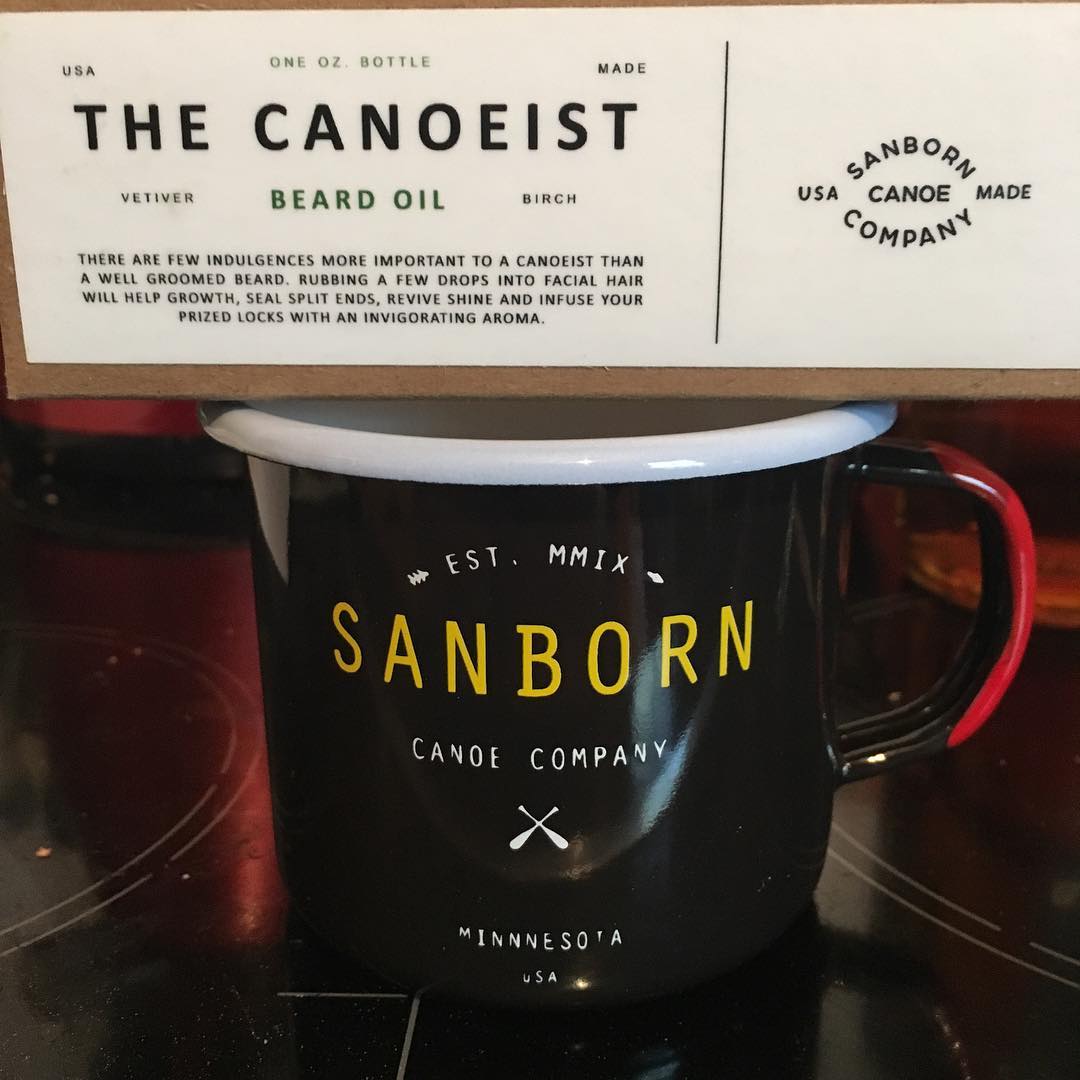 USA ONE OZ. BOTTLE MADE
THE CANOEIST
VETIVER BEARD OIL BIRCH
THERE ARE FEW INDULGENCES MORE IMPORTANT TO A CANOEIST THAN
A WELL GROOMED BEARD. RUBBING A FEW DROPS INTO FACIAL HAIR
WILL HELP GROWTH, SEAL SPLIT ENDS, REVIVE SHINE AND INFUSE YOUR
PRIZED LOCKS WITH AN INVIGORATING AROMA.
SANBORN
USA CANOE MADE
COMPANY
EST. MMIX
SANBORN
CANOE COMPANY
MINNNESOTA
USA